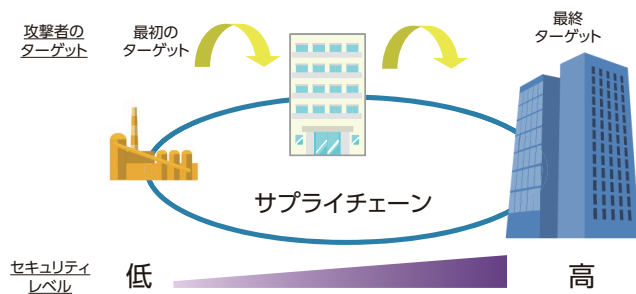 攻撃者の
ターゲット
最初の
ターゲット
最終
ターゲット
サプライチェーン
セキュリティ
レベル
低
高